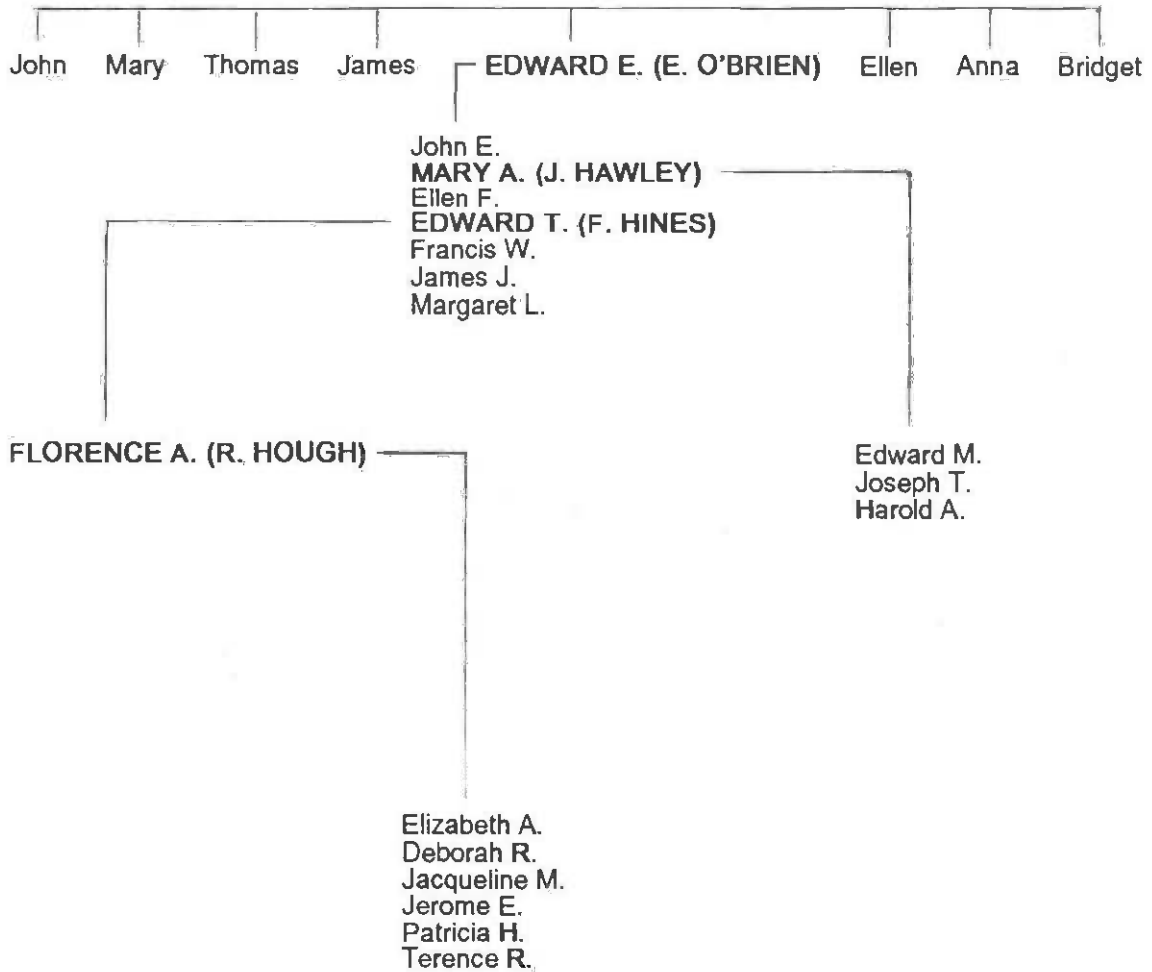 John Mary Thomas James EDWARD E. (E. O'BRIEN) Ellen Anna Bridget
John E.
MARY A. (J. HAWLEY)
Ellen F.
EDWARD T. (F. HINES)
Francis W.
James J.
Margaret L.
FLORENCE A. (R. HOUGH)
Edward M.
Joseph T.
Harold A.
Elizabeth A.
Deborah R.
Jacqueline M.
Jerome E.
Patricia H.
Terence R.